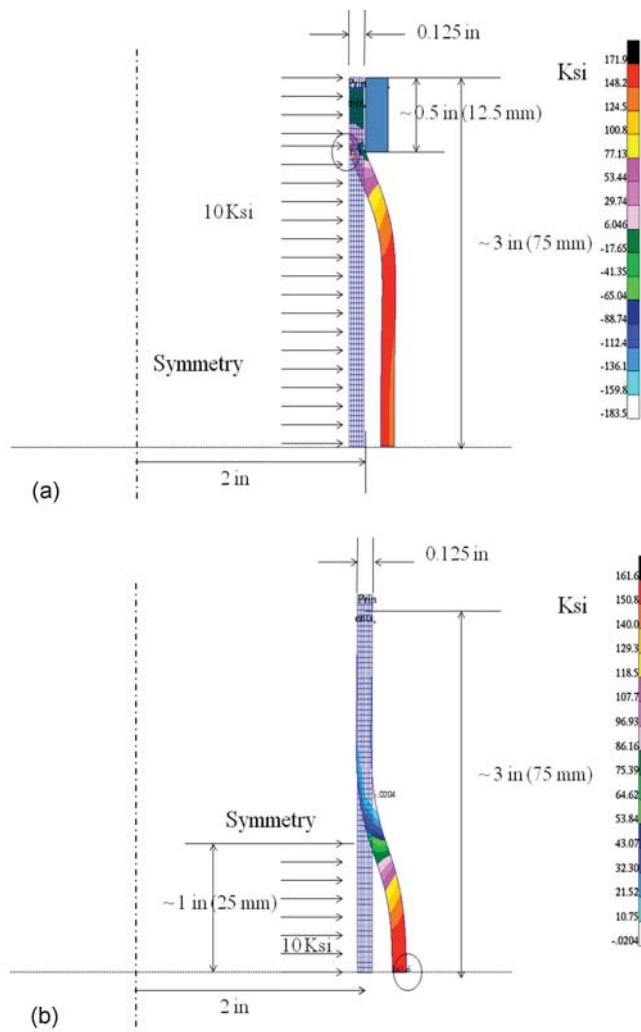 (a)
0.125 in
Ksi
~ 0.5 in (12.5 mm)
10 Ksi
~ 3 in (75 mm)
Symmetry
2 in
171.9
148.2
124.5
100.8
77.13
53.44
29.74
6.046
-17.65
-41.35
-65.04
-88.74
-112.4
-136.1
-159.8
-183.5
(b)
0.125 in
Prin
Ksi
~ 3 in (75 mm)
.0204
Symmetry
~ 1 in (25 mm)
10 Ksi
2 in
161.6
150.8
140.0
129.3
118.5
107.7
96.93
86.16
75.39
64.62
53.84
43.07
32.30
21.52
10.75
-.0204